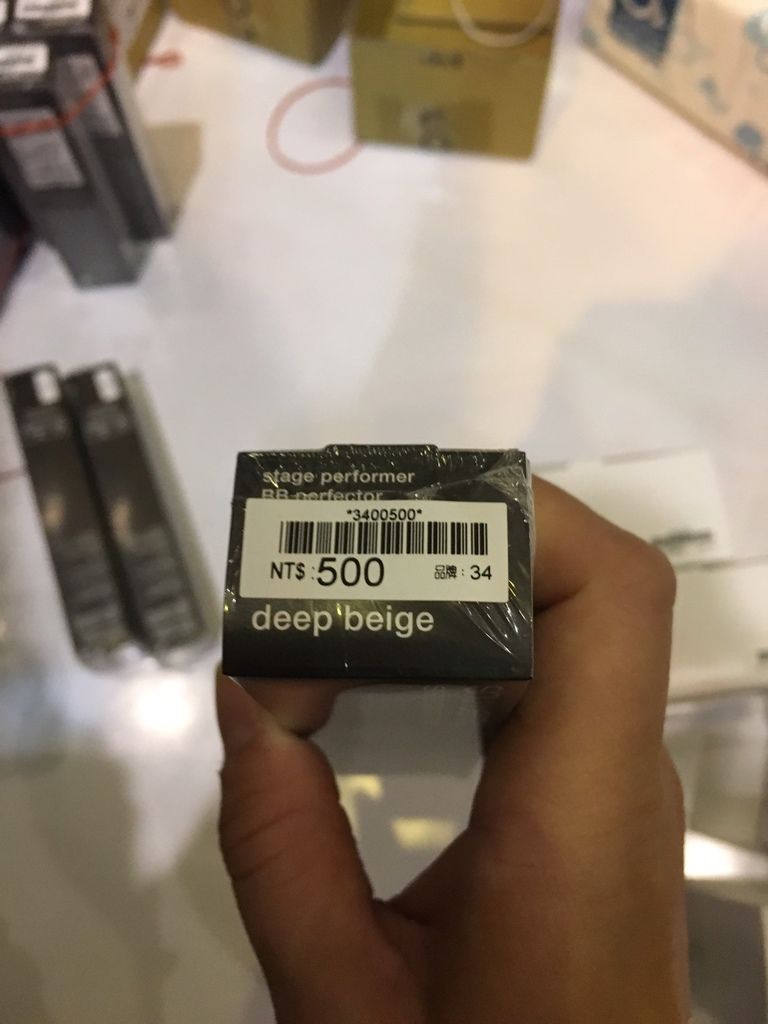 stage performer
BB perfector
*3400500*
NT$ : 500 品牌 : 34
deep beige